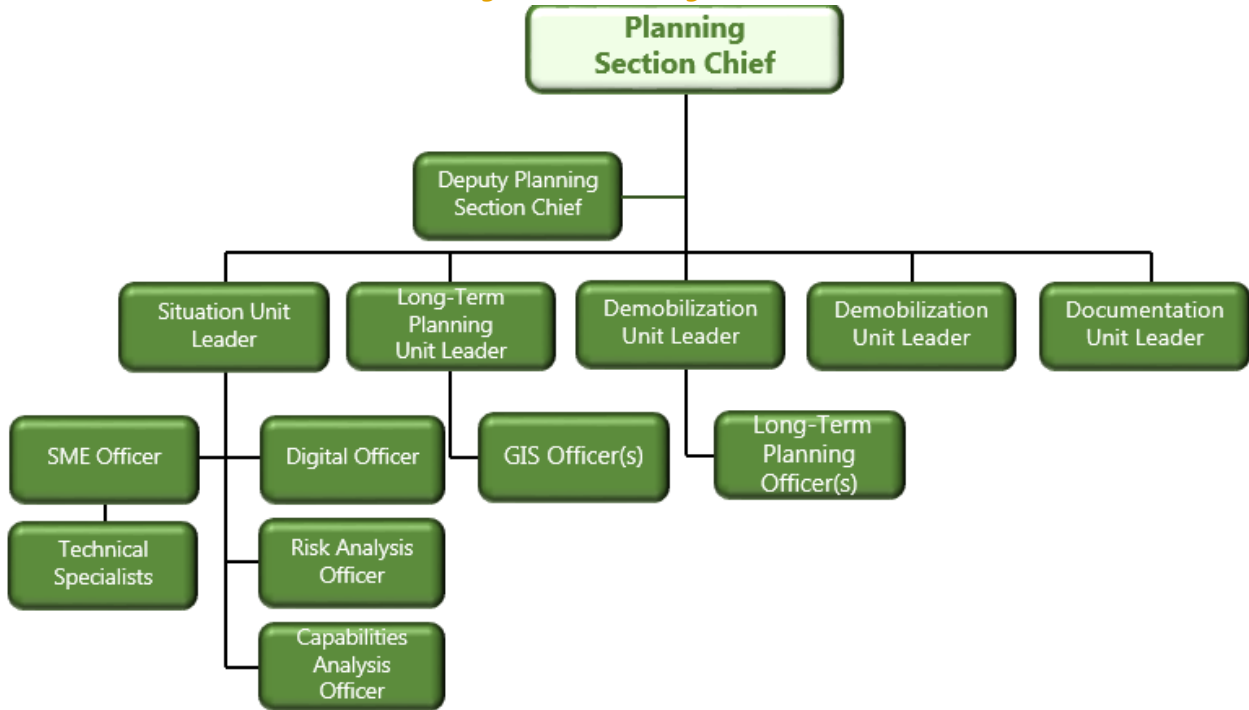 Planning
Section Chief
Deputy Planning
Section Chief
Situation Unit
Leader
Long-Term
Planning
Unit Leader
Demobilization
Unit Leader
Demobilization
Unit Leader
Documentation
Unit Leader
SME Officer
Digital Officer
GIS Officer(s)
Long-Term
Planning
Officer(s)
Technical
Specialists
Risk Analysis
Officer
Capabilities
Analysis
Officer